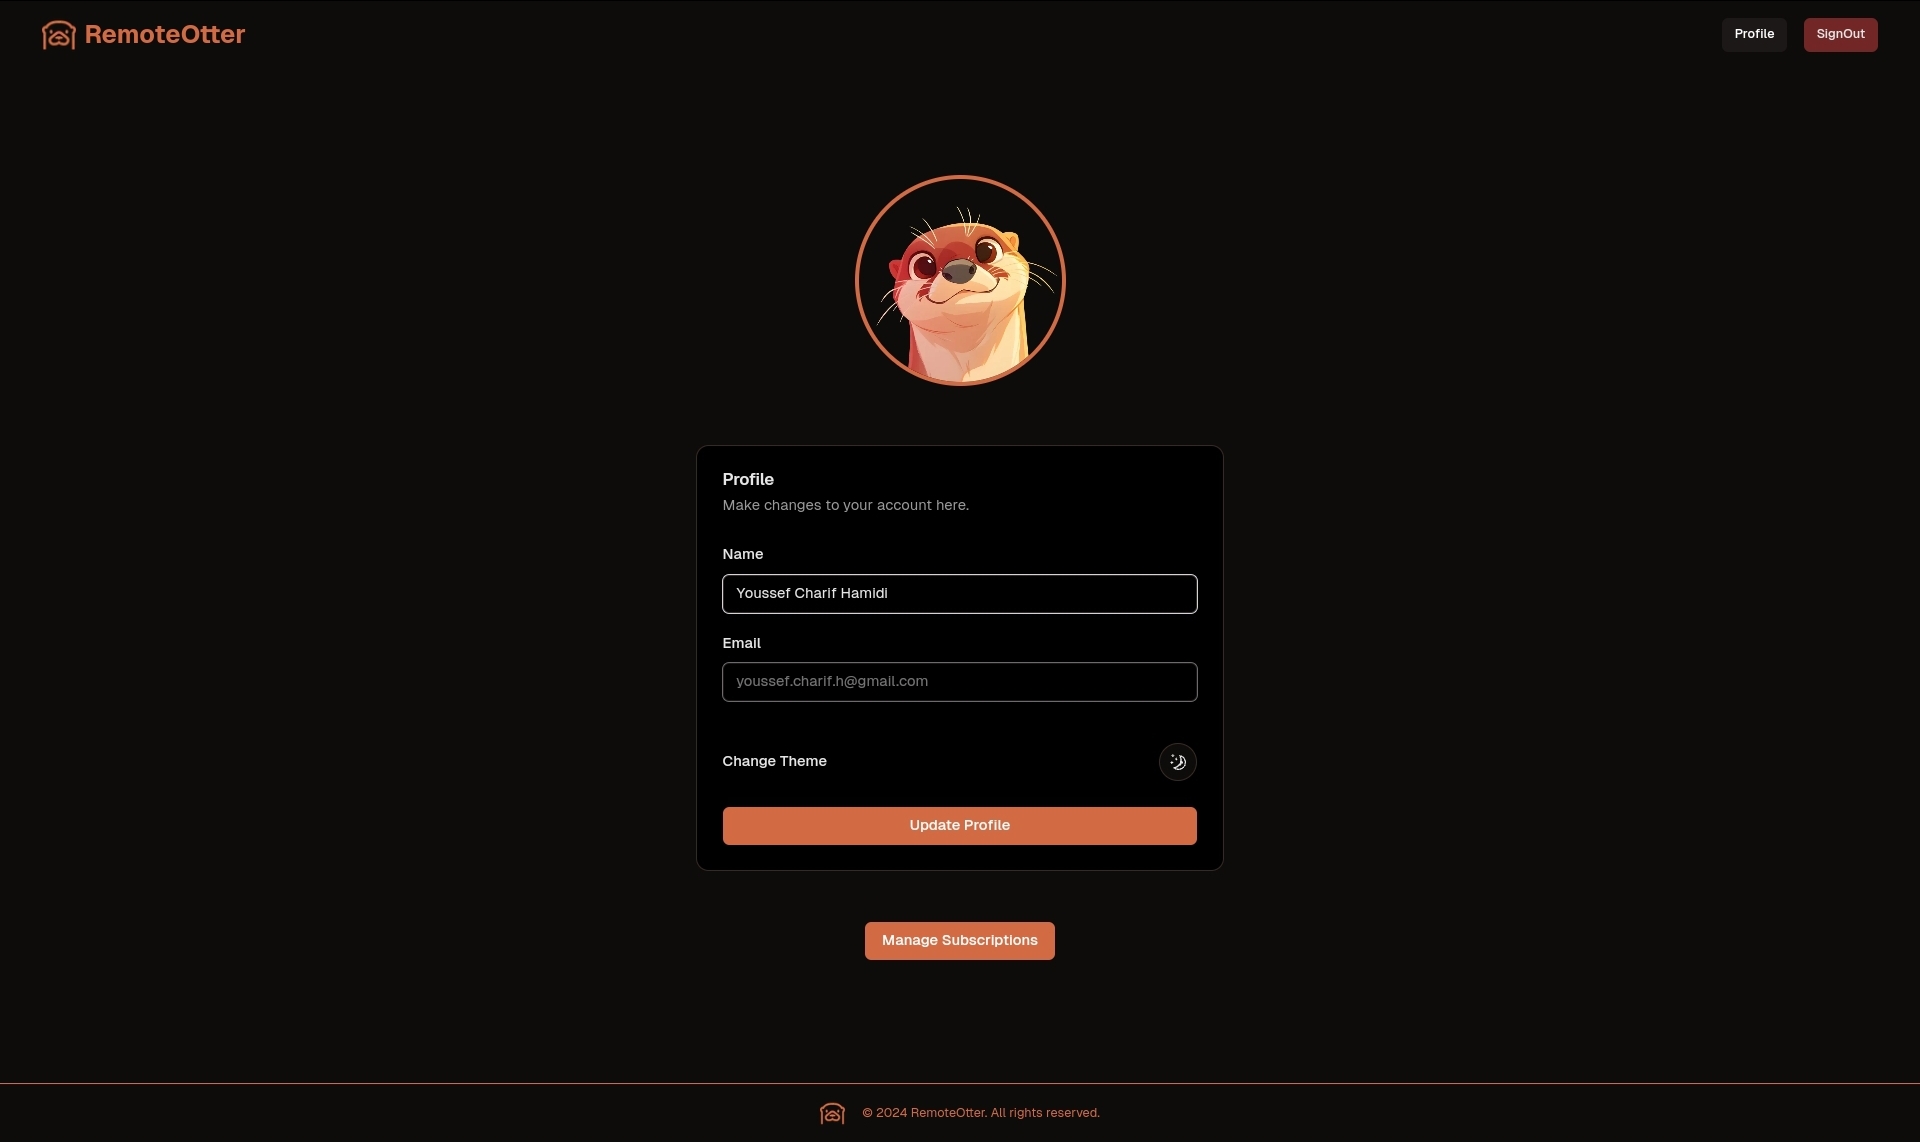 RemoteOtter
Profile
SignOut
Profile
Make changes to your account here.
Name
Youssef Charif Hamidi
Email
youssef.charif.h@gmail.com
Change Theme
Update Profile
Manage Subscriptions
© 2024 RemoteOtter. All rights reserved.